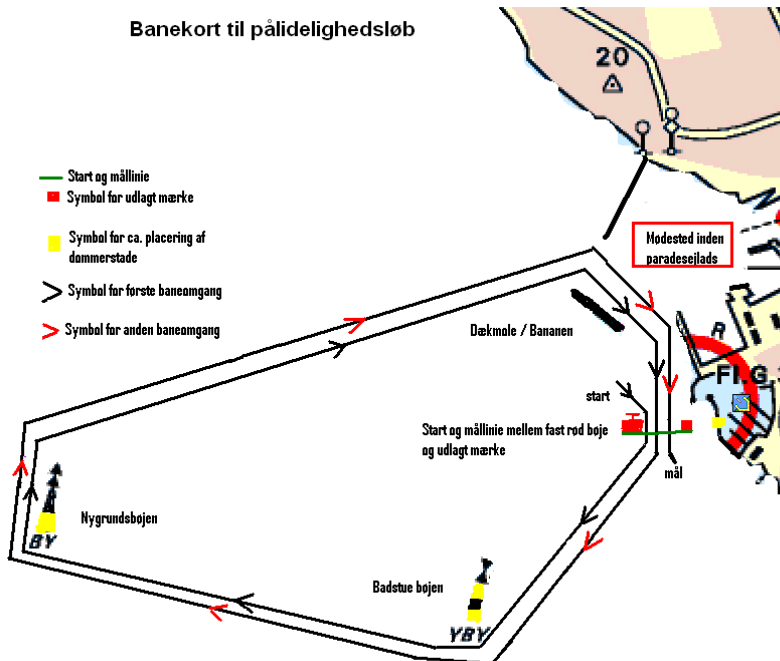 Banekort til pålidelighedsløb
20
Start og mållinie
Symbol for udlagt mærke
Symbol for ca. placering af
dommerstade
Symbol for første baneomgang
Symbol for anden baneomgang
Mødested inden
paradesejlads
Dækmole / Bananen
R
Fl.G
start
Start og mållinie mellem fast rød bøje
og udlagt mærke
mål
Nygrundsbøjen
BY
Badstue bøjen
YBY